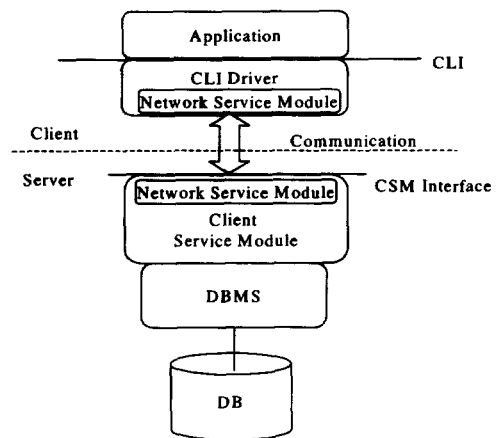 Application
CLI
CLI Driver
Network Service Module
Client
Communication
Server
Network Service Module
CSM Interface
Client
Service Module
DBMS
DB